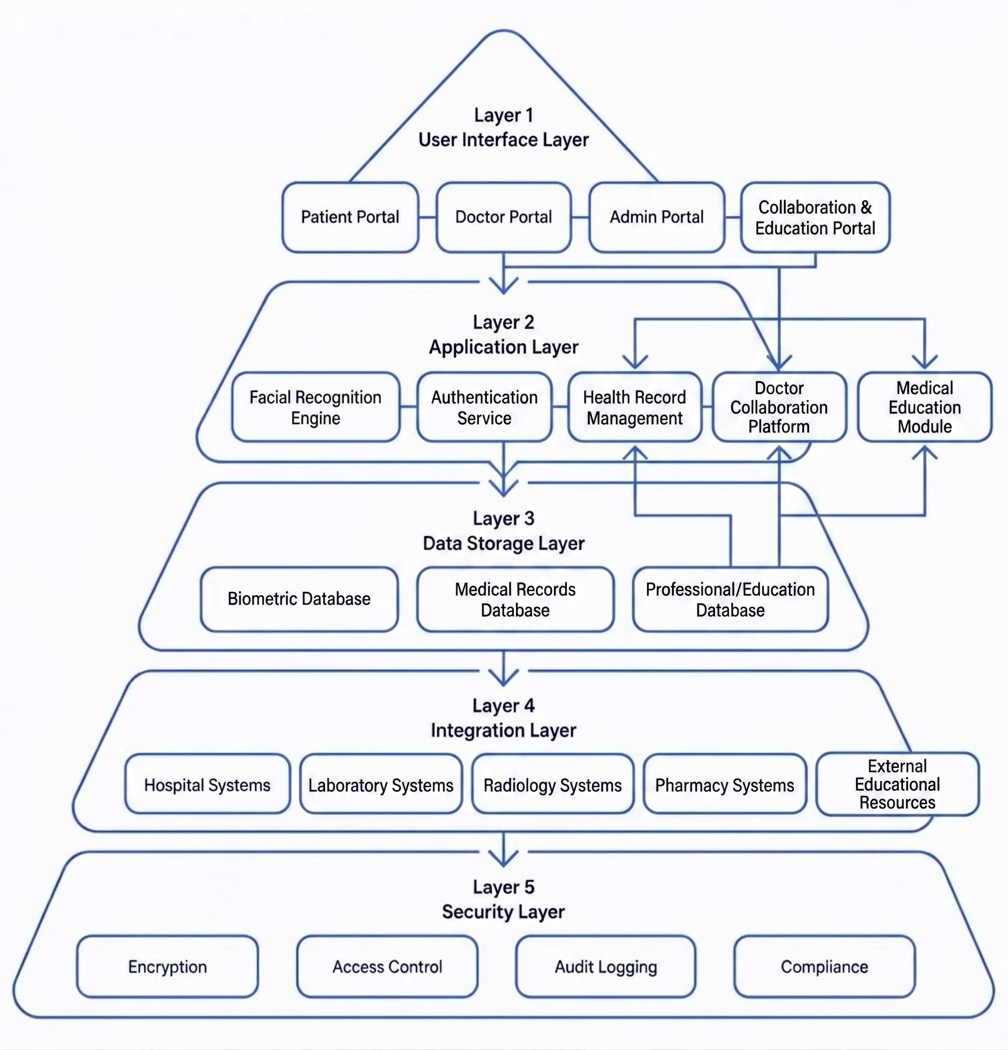 Layer 1
User Interface Layer
Patient Portal
Doctor Portal
Admin Portal
Collaboration &
Education Portal
Layer 2
Application Layer
Facial Recognition
Engine
Authentication
Service
Health Record
Management
Doctor
Collaboration
Platform
Medical
Education
Module
Layer 3
Data Storage Layer
Biometric Database
Medical Records
Database
Professional/Education
Database
Layer 4
Integration Layer
Hospital Systems
Laboratory Systems
Radiology Systems
Pharmacy Systems
External
Educational
Resources
Layer 5
Security Layer
Encryption
Access Control
Audit Logging
Compliance